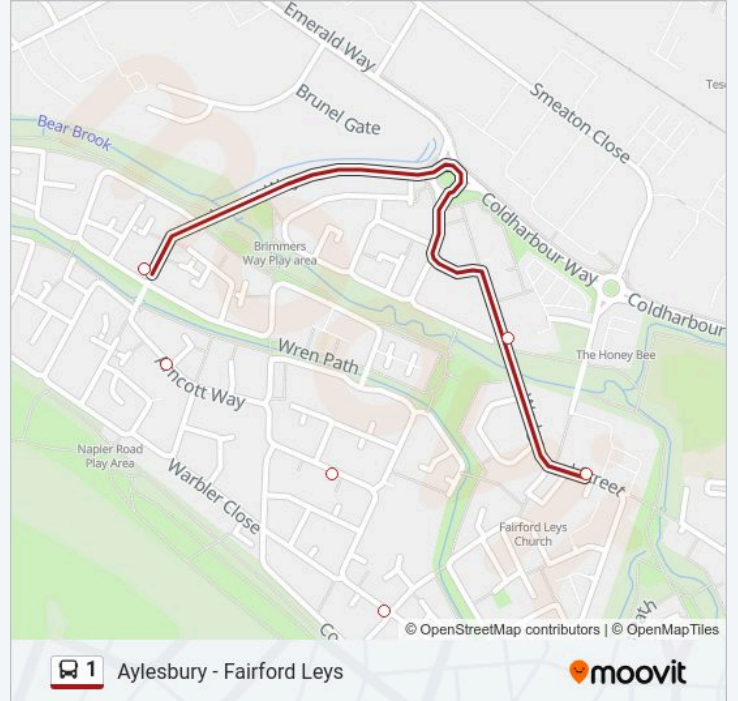 Emerald Way
Brunel Gate
Smeaton Close
Tes
Bear Brook
Coldharbour Way
Brimmers
Way Play area
Coldharbour
Wren Path
The Honey Bee
Way
Napler Road
Play Area
Warbler Close
Street
Fairford Leys
Church
© OpenStreetMap contributors | © OpenMapTiles
1 Aylesbury - Fairford Leys
moovit